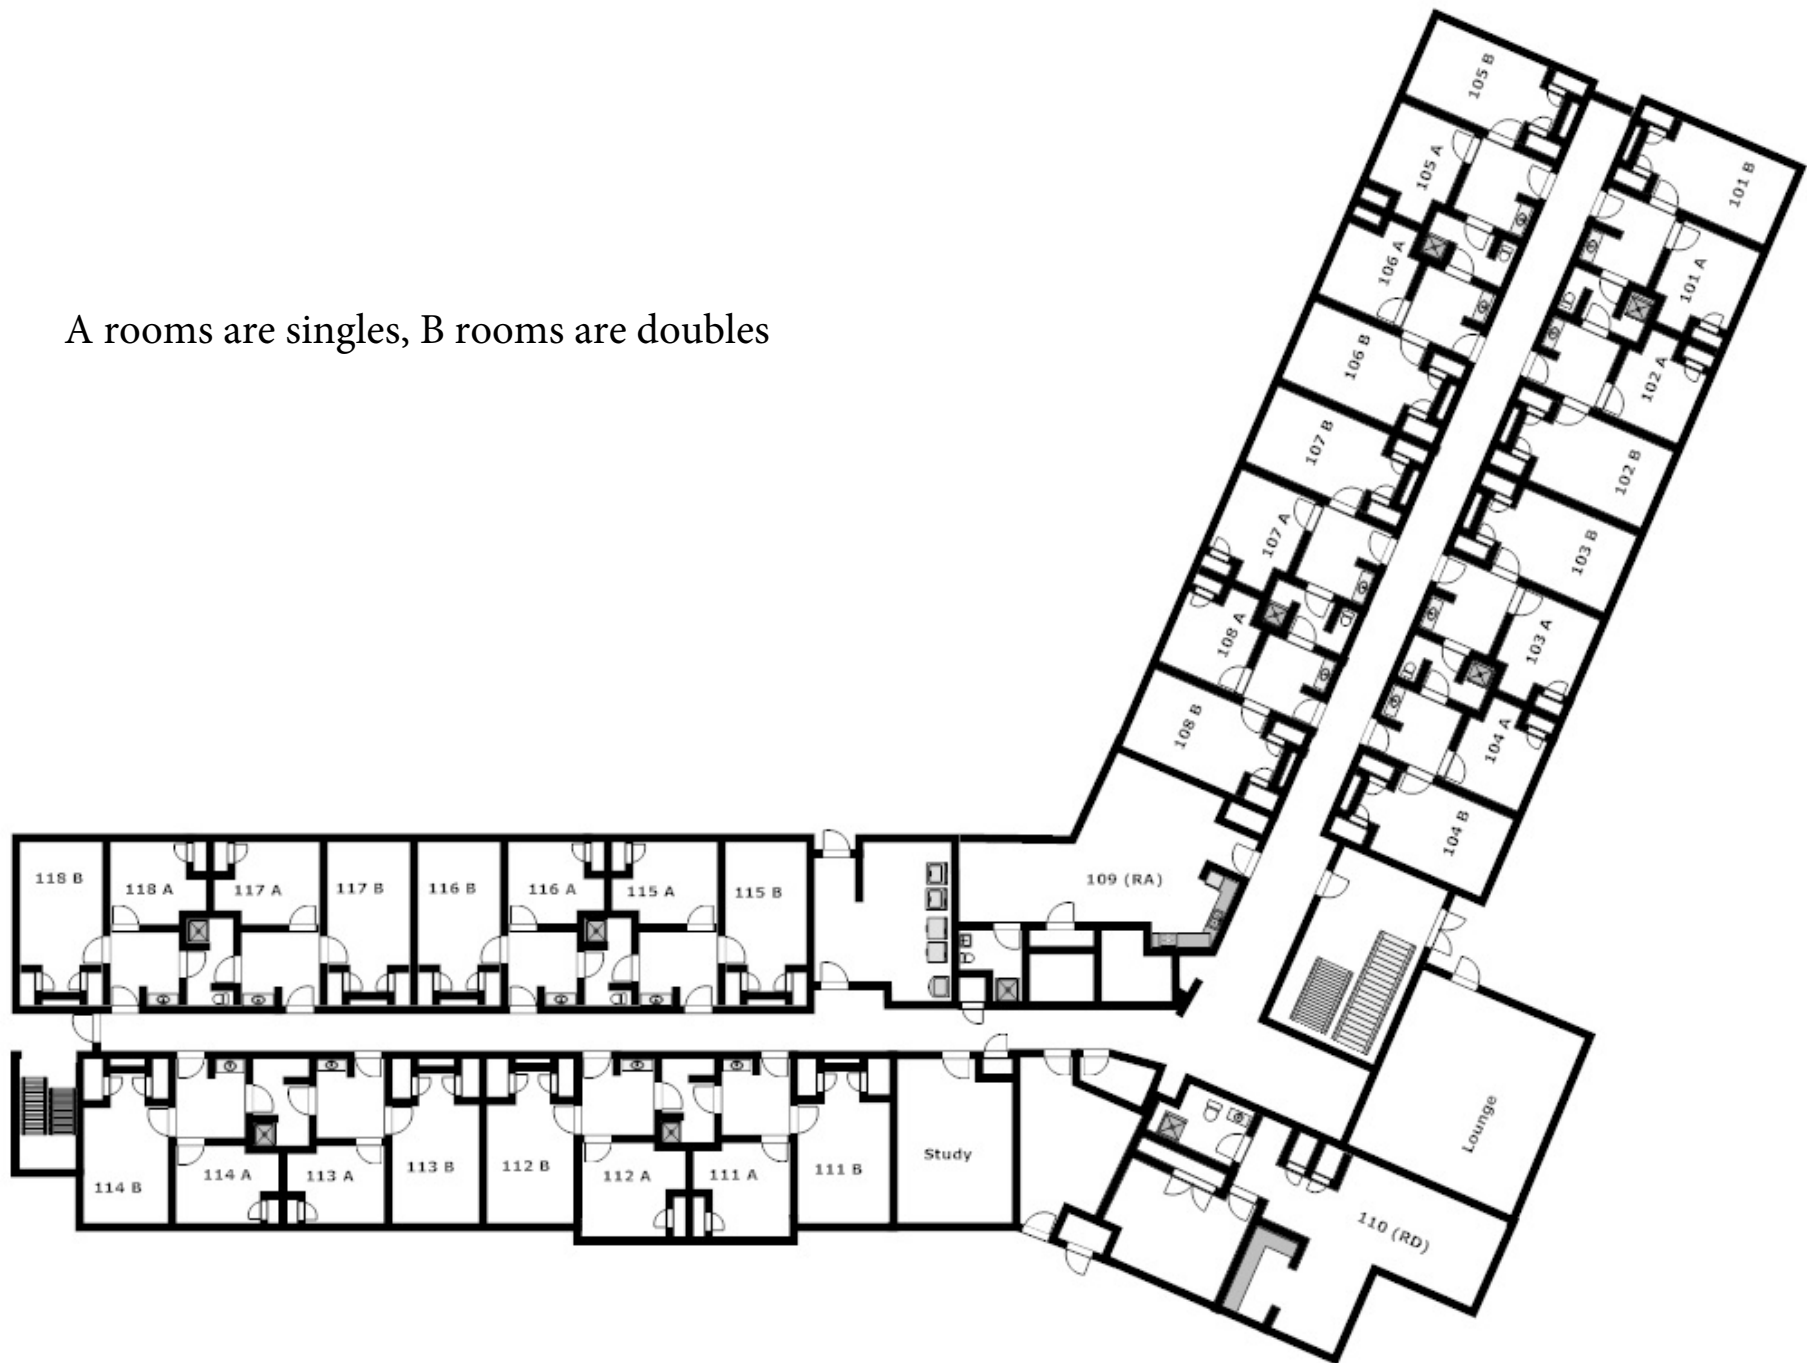 105 B
101 B
105 A
106 A
101 A
106 B
102 A
107 B
102 B
107 A
103 B
108 A
103 A
108 B
104 A
104 B
A rooms are singles, B rooms are doubles
118 B
118 A
117 A
117 B
116 B
116 A
115 A
115 B
109 (RA)
114 B
114 A
113 A
113 B
112 B
112 A
111 A
111 B
Study
Lounge
110 (RD)